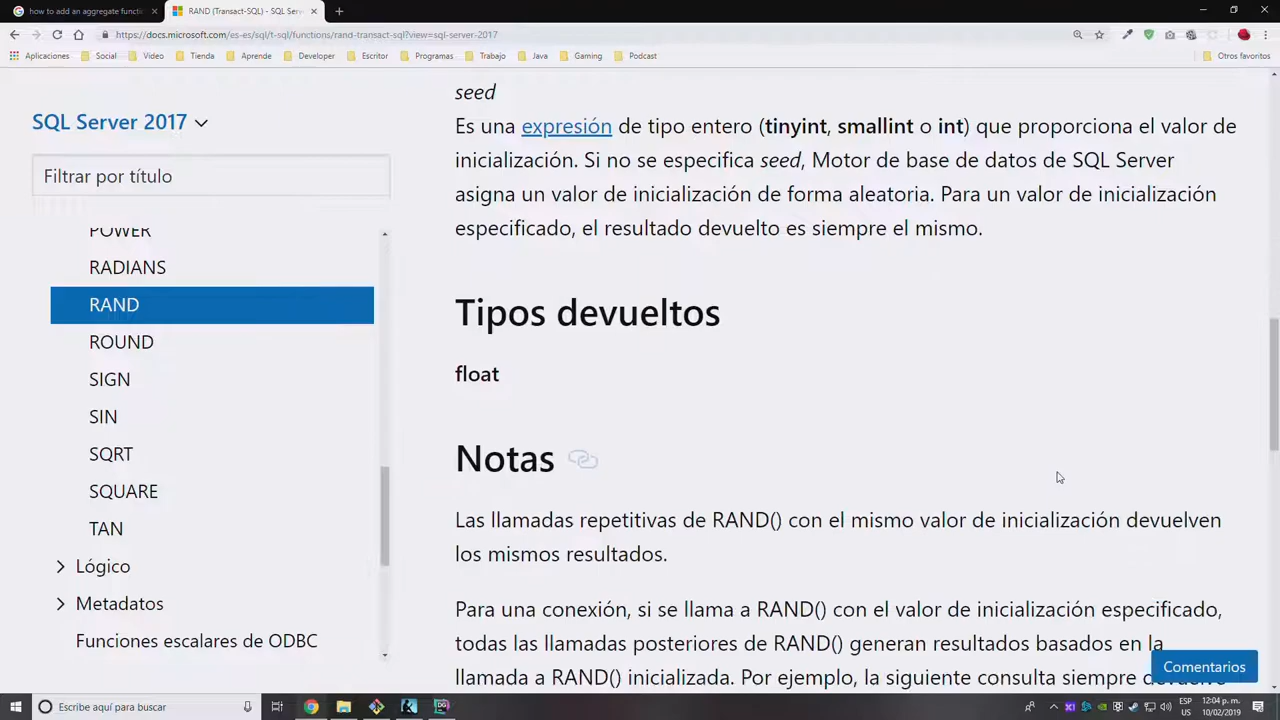 how to add an aggregate functi
RAND (Transact-SQL) - SQL Ser
https://docs.microsoft.com/es-es/sql/t-sql/functions/rand-transact-sql?view=sql-server-2017
Aplicaciones
Social
Video
Tienda
Aprende
Developer
Escritor
Programas
Trabajo
Java
Gaming
Podcast
Otros favoritos
SQL Server 2017
Filtrar por título
POWER
RADIANS
RAND
ROUND
SIGN
SIN
SQRT
SQUARE
TAN
Lógico
Metadatos
Funciones escalares de ODBC
seed
Es una expresión de tipo entero (tinyint, smallint o int) que proporciona el valor de
inicialización. Si no se especifica seed, Motor de base de datos de SQL Server
asigna un valor de inicialización de forma aleatoria. Para un valor de inicialización
especificado, el resultado devuelto es siempre el mismo.
Tipos devueltos
float
Notas
Las llamadas repetitivas de RAND() con el mismo valor de inicialización devuelven
los mismos resultados.
Para una conexión, si se llama a RAND() con el valor de inicialización especificado,
todas las llamadas posteriores de RAND() generan resultados basados en la
llamada a RAND() inicializada. Por ejemplo, la siguiente consulta siempre devuelve
Comentarios
Escribe aquí para buscar
ESP
US
12:04 p. m.
10/02/2019